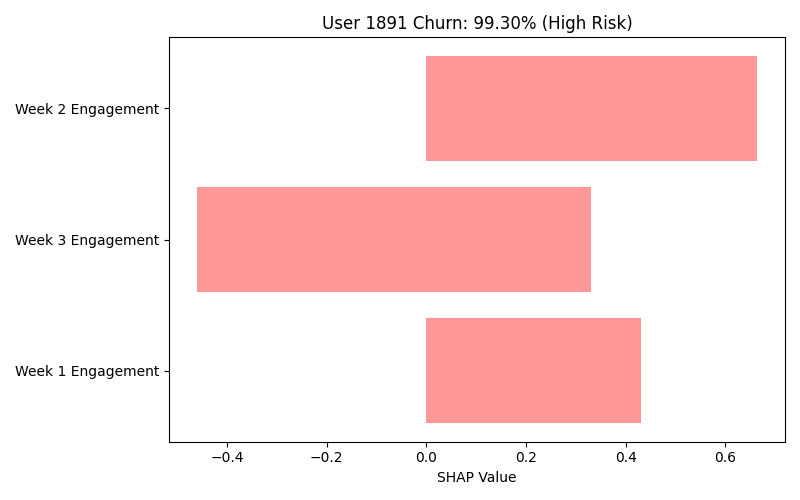 User 1891 Churn: 99.30% (High Risk)
Week 2 Engagement
Week 3 Engagement
Week 1 Engagement
−0.4 −0.2 0.0 0.2 0.4 0.6
SHAP Value